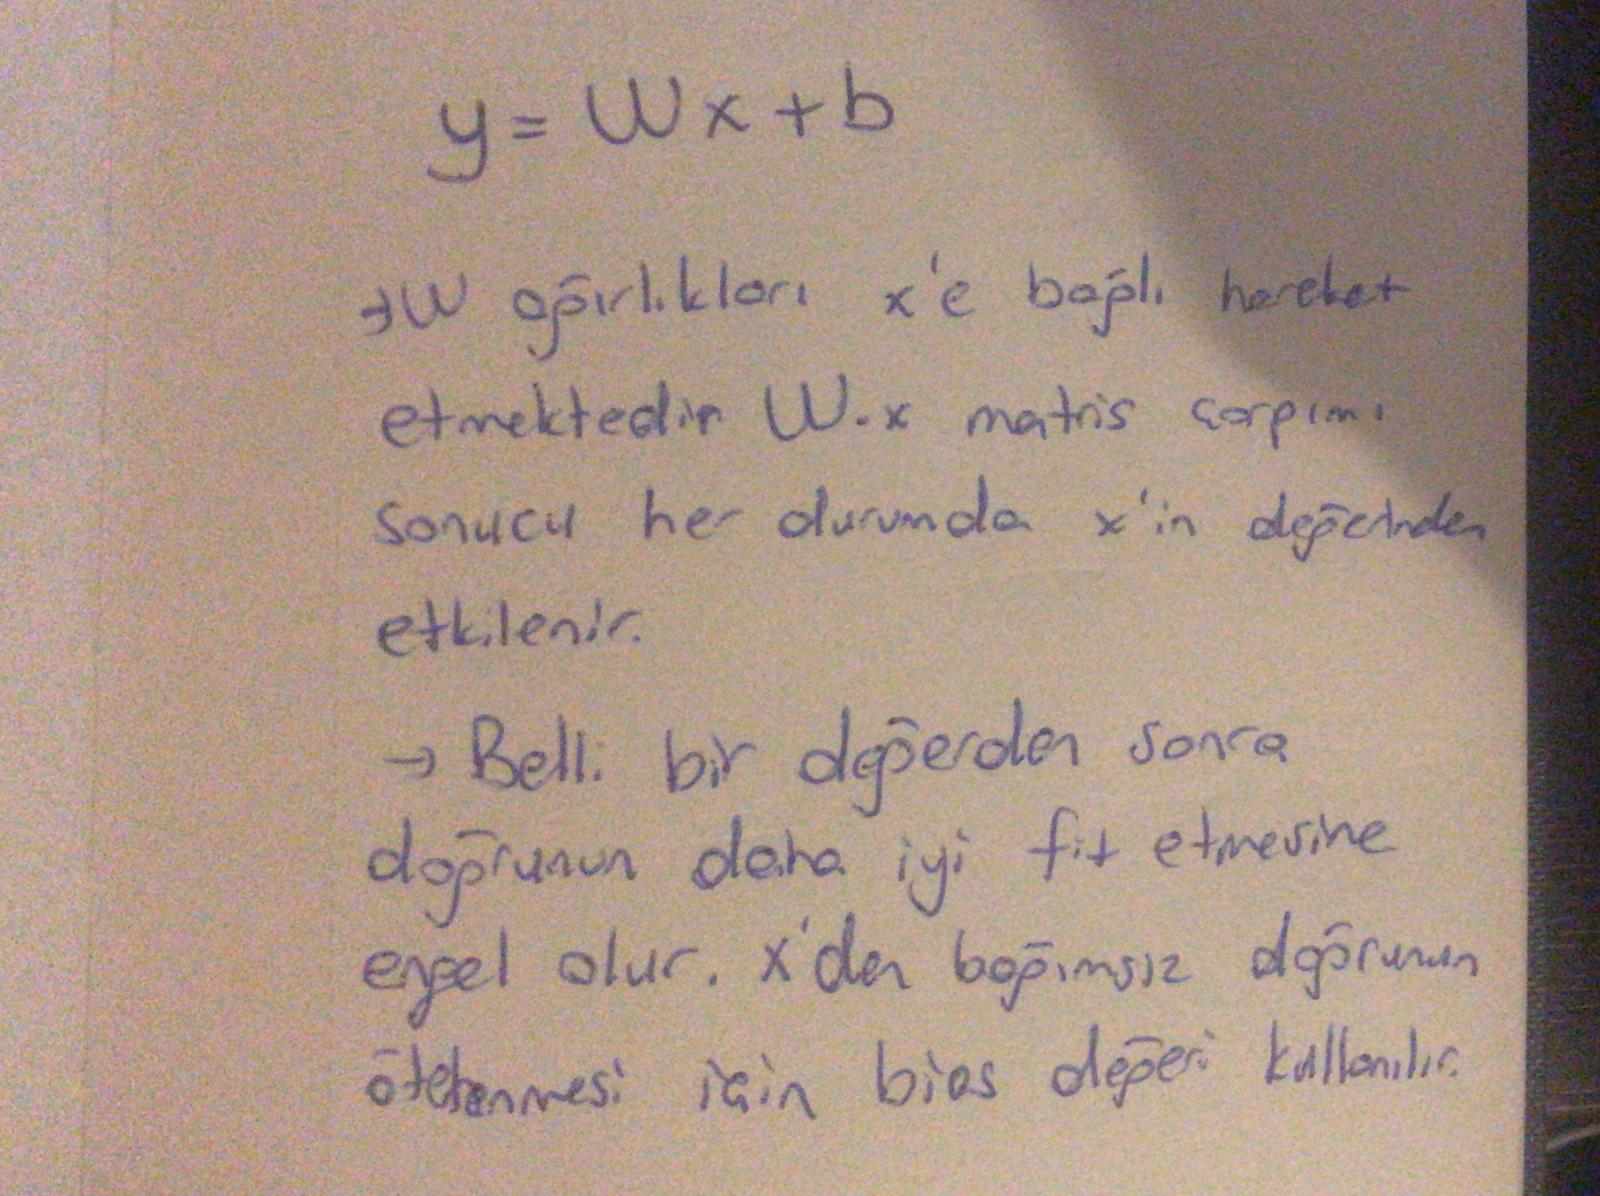 y = Wx + b
→ W ağırlıkları x'e bağlı hareket
etmektedir W.x matris çarpımı
sonucu her durumda x'in değerinden
etkilenir.
→ Belli bir değerden sonra
doğrunun daha iyi fit etmesine
engel olur. x'den bağımsız doğrunun
ötelenmesi için bias değeri kullanılır.